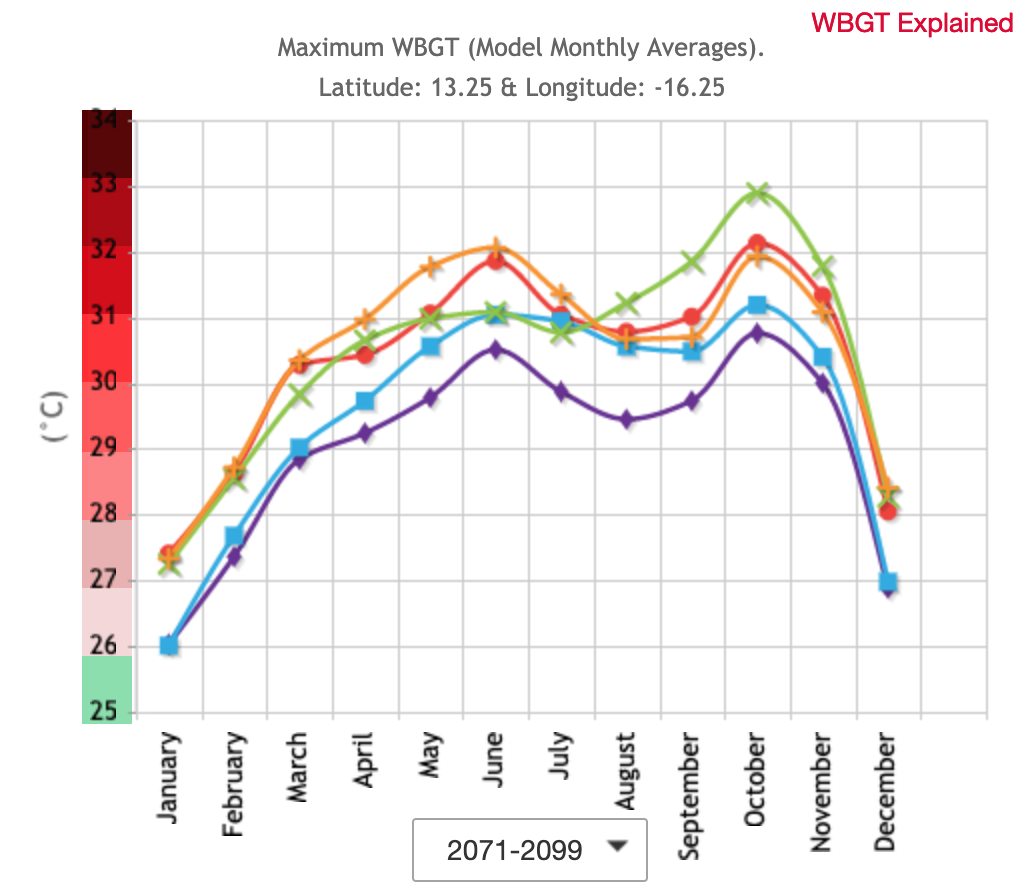 WBGT Explained
Maximum WBGT (Model Monthly Averages).
Latitude: 13.25 & Longitude: -16.25
34
33
32
31
30
29
28
27
26
25
(°C)
January
February
March
April
May
June
July
August
September
October
November
December
2071-2099